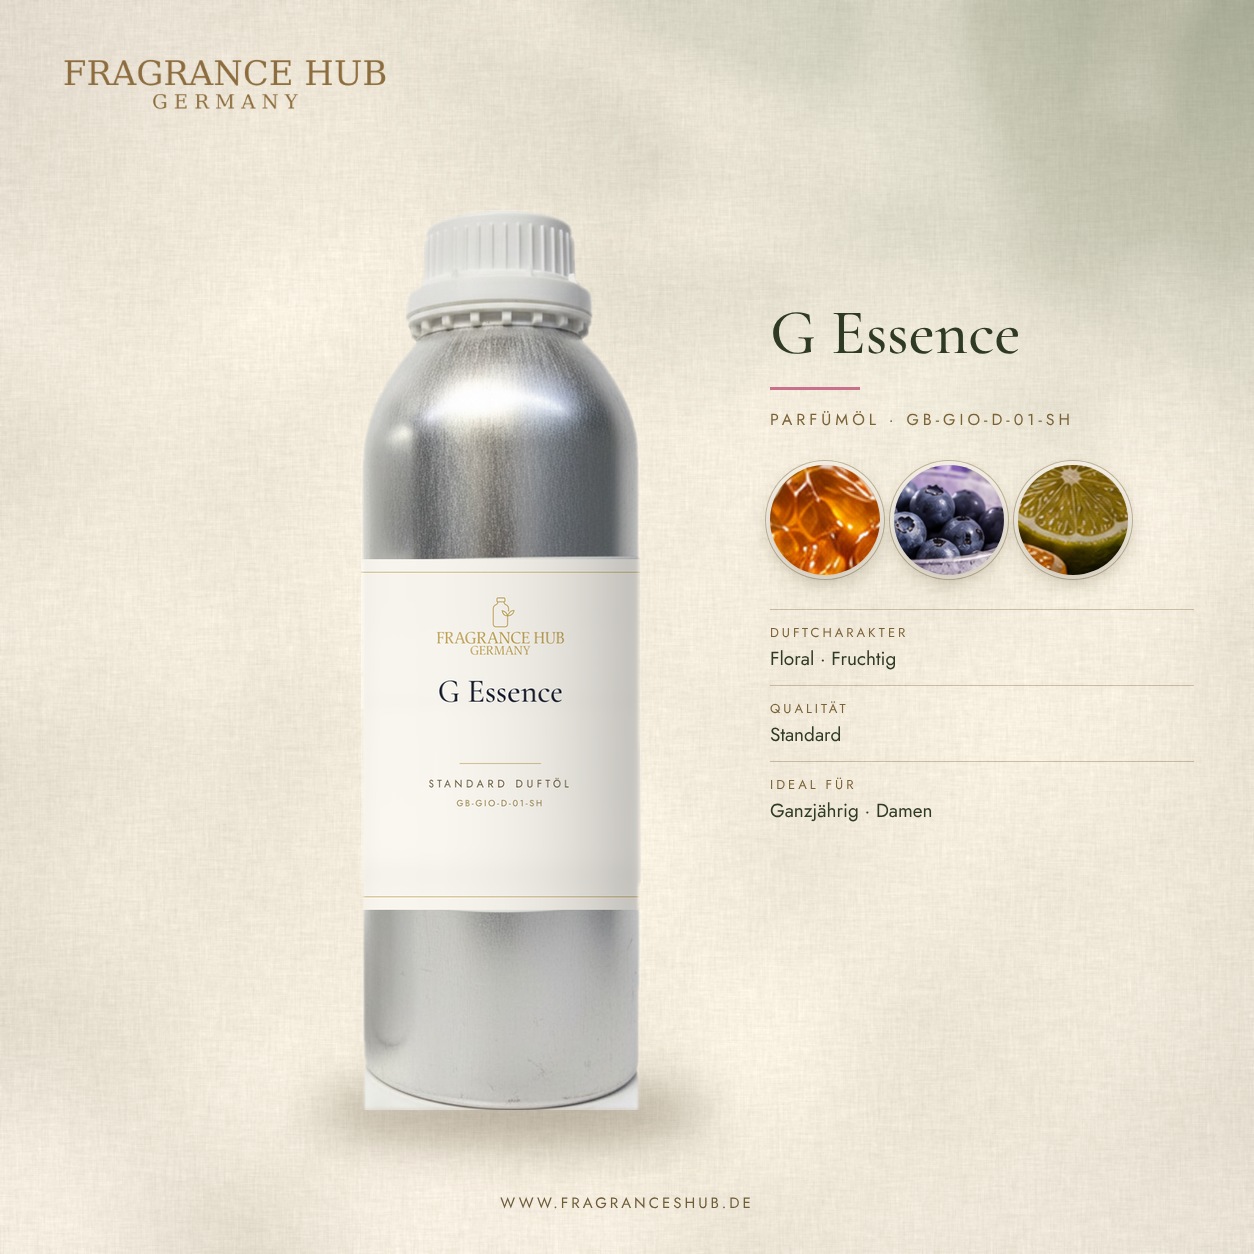 FRAGRANCE HUB
GERMANY
FRAGRANCE HUB
GERMANY
G Essence
STANDARD DUFTÖL
GB-GIO-D-01-SH
G Essence
PARFÜMÖL · GB-GIO-D-01-SH
DUFTCHARAKTER
Floral · Fruchtig
QUALITÄT
Standard
IDEAL FÜR
Ganzjährig · Damen
WWW.FRAGRANCESHUB.DE